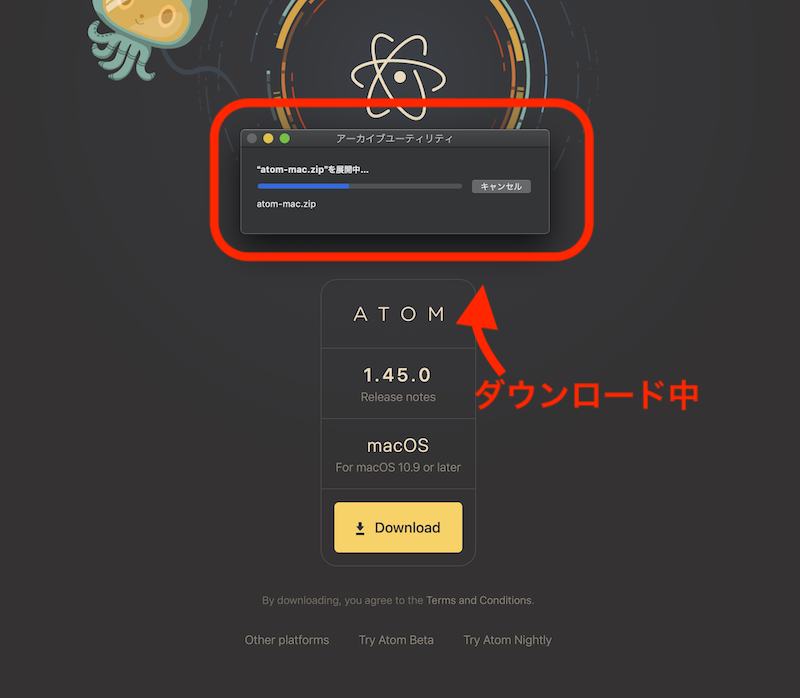 アーカイブユーティリティ
"atom-mac.zip"を展開中...
キャンセル
atom-mac.zip
ATOM
1.45.0
Release notes
ダウンロード中
macOS
For macOS 10.9 or later
Download
By downloading, you agree to the Terms and Conditions.
Other platforms Try Atom Beta Try Atom Nightly